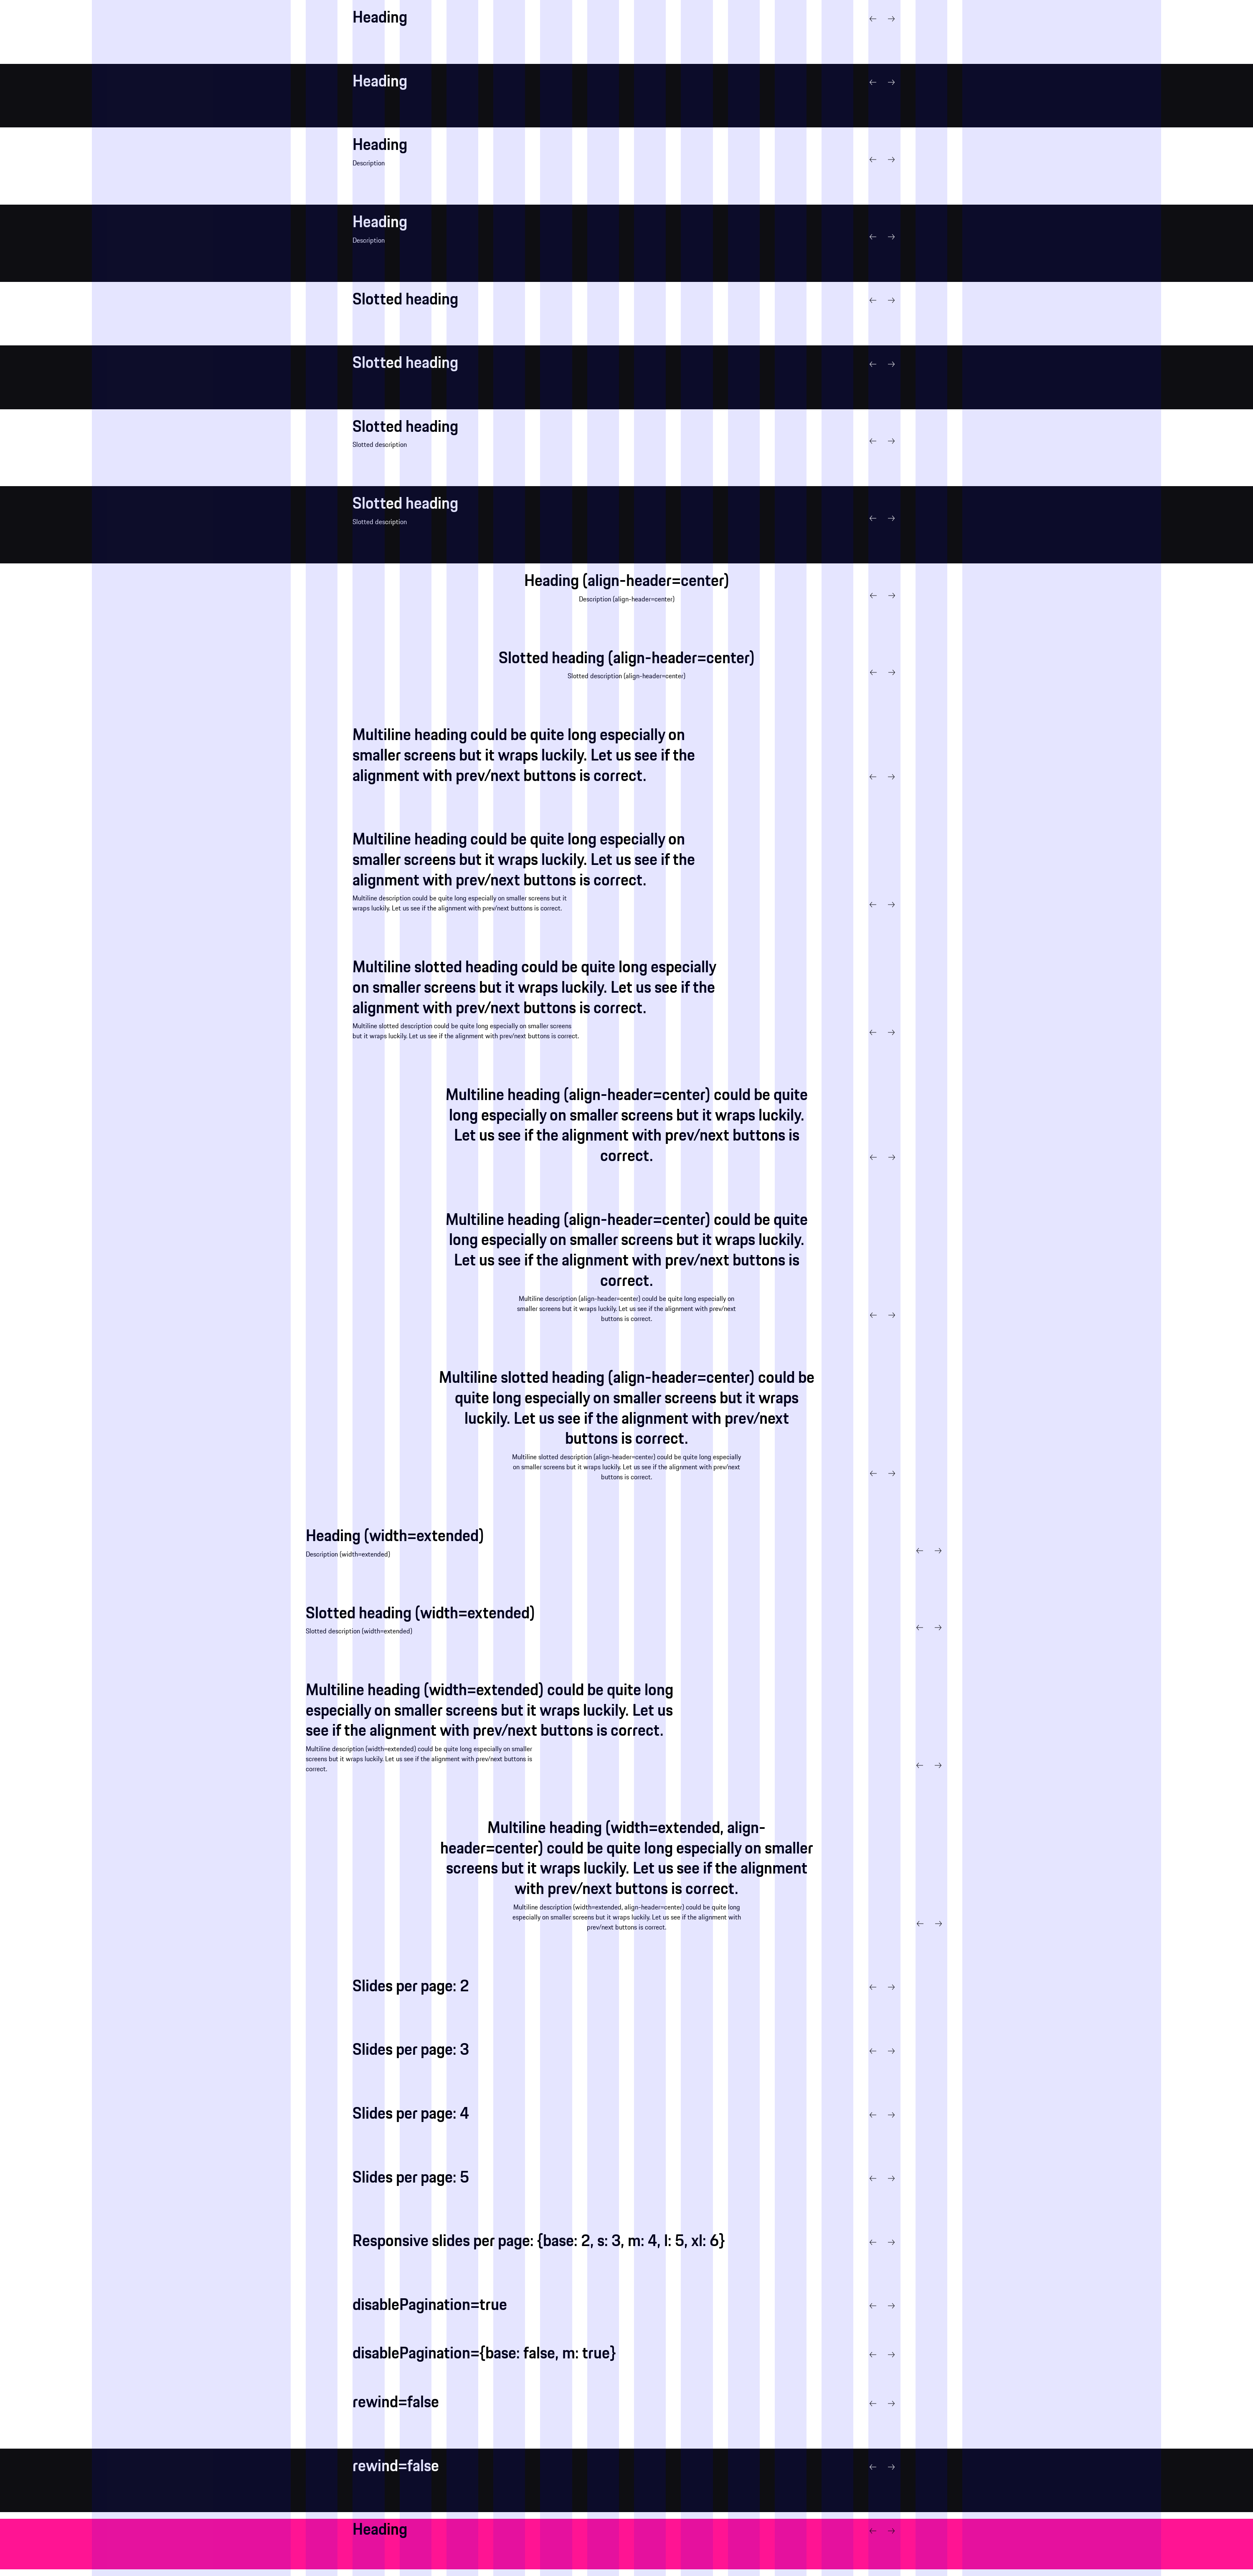 Heading
Heading
Heading
Description
Heading
Description
Slotted heading
Slotted heading
Slotted heading
Slotted description
Slotted heading
Slotted description
Heading (align-header=center)
Description (align-header=center)
Slotted heading (align-header=center)
Slotted description (align-header=center)
Multiline heading could be quite long especially on
smaller screens but it wraps luckily. Let us see if the
alignment with prev/next buttons is correct.
Multiline heading could be quite long especially on
smaller screens but it wraps luckily. Let us see if the
alignment with prev/next buttons is correct.
Multiline description could be quite long especially on smaller screens but it
wraps luckily. Let us see if the alignment with prev/next buttons is correct.
Multiline slotted heading could be quite long especially
on smaller screens but it wraps luckily. Let us see if the
alignment with prev/next buttons is correct.
Multiline slotted description could be quite long especially on smaller screens
but it wraps luckily. Let us see if the alignment with prev/next buttons is correct.
Multiline heading (align-header=center) could be quite
long especially on smaller screens but it wraps luckily.
Let us see if the alignment with prev/next buttons is
correct.
Multiline heading (align-header=center) could be quite
long especially on smaller screens but it wraps luckily.
Let us see if the alignment with prev/next buttons is
correct.
Multiline description (align-header=center) could be quite long especially on
smaller screens but it wraps luckily. Let us see if the alignment with prev/next
buttons is correct.
Multiline slotted heading (align-header=center) could be
quite long especially on smaller screens but it wraps
luckily. Let us see if the alignment with prev/next
buttons is correct.
Multiline slotted description (align-header=center) could be quite long especially
on smaller screens but it wraps luckily. Let us see if the alignment with prev/next
buttons is correct.
Heading (width=extended)
Description (width=extended)
Slotted heading (width=extended)
Slotted description (width=extended)
Multiline heading (width=extended) could be quite long
especially on smaller screens but it wraps luckily. Let us
see if the alignment with prev/next buttons is correct.
Multiline description (width=extended) could be quite long especially on smaller
screens but it wraps luckily. Let us see if the alignment with prev/next buttons is
correct.
Multiline heading (width=extended, align-
header=center) could be quite long especially on smaller
screens but it wraps luckily. Let us see if the alignment
with prev/next buttons is correct.
Multiline description (width=extended, align-header=center) could be quite long
especially on smaller screens but it wraps luckily. Let us see if the alignment with
prev/next buttons is correct.
Slides per page: 2
Slides per page: 3
Slides per page: 4
Slides per page: 5
Responsive slides per page: {base: 2, s: 3, m: 4, l: 5, xl: 6}
disablePagination=true
disablePagination={base: false, m: true}
rewind=false
rewind=false
Heading